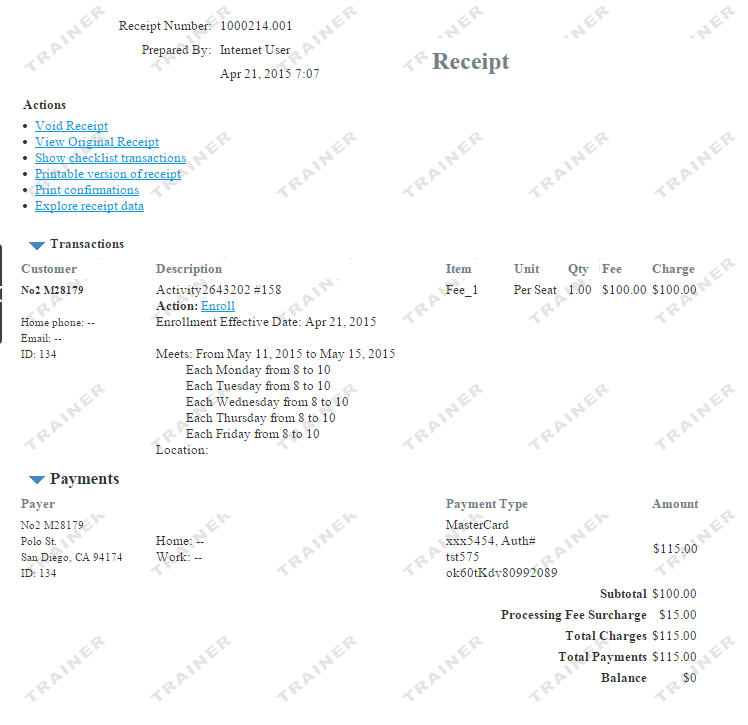 Receipt Number: 1000214.001
Prepared By: Internet User
Apr 21, 2015 7:07
Receipt
Actions
Void Receipt
View Original Receipt
Show checklist transactions
Printable version of receipt
Print confirmations
Explore receipt data
Transactions
Customer Description Item Unit Qty Fee Charge
No2 M28179 Activity2643202 #158 Fee_1 Per Seat 1.00 $100.00 $100.00
Action: Enroll
Home phone: -- Enrollment Effective Date: Apr 21, 2015
Email: --
ID: 134 Meets: From May 11, 2015 to May 15, 2015
Each Monday from 8 to 10
Each Tuesday from 8 to 10
Each Wednesday from 8 to 10
Each Thursday from 8 to 10
Each Friday from 8 to 10
Location:
Payments
Payer Payment Type Amount
No2 M28179 MasterCard
Polo St. Home: -- xxx5454, Auth# $115.00
San Diego, CA 94174 Work: -- tst575
ID: 134 ok60tKdv80992089
Subtotal $100.00
Processing Fee Surcharge $15.00
Total Charges $115.00
Total Payments $115.00
Balance $0
TRAINER